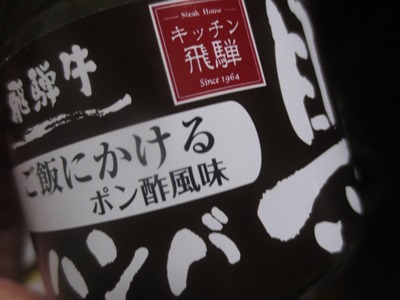 Steak House
キッチン
飛騨
Since 1964
飛騨牛
ご飯にかける
ポン酢風味
ハンバ